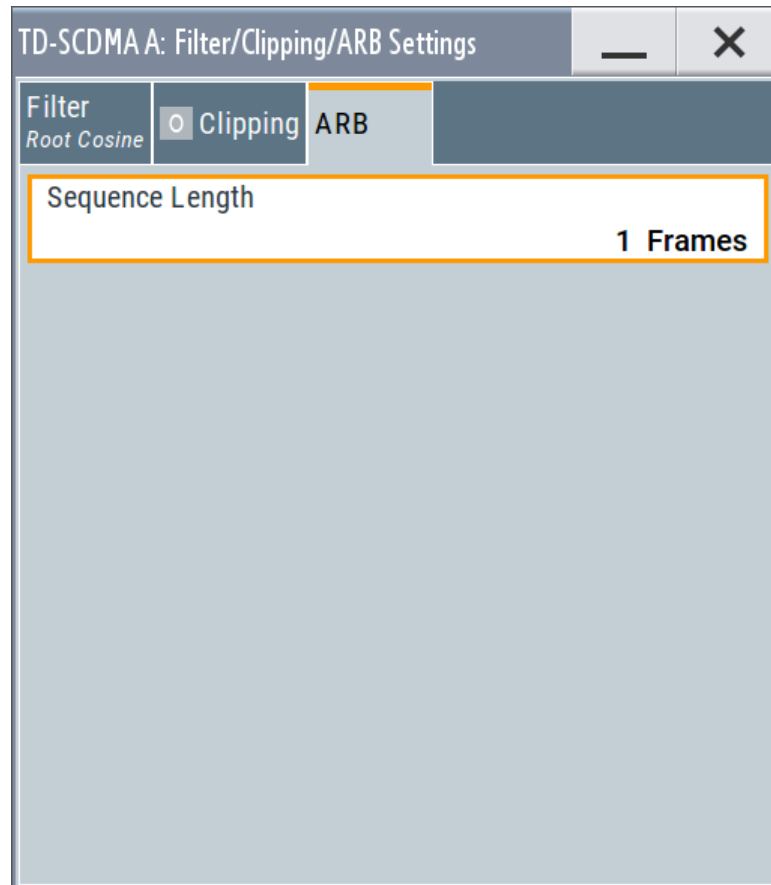 TD-SCDMA A: Filter/Clipping/ARB Settings
Filter
Root Cosine
Clipping
ARB
Sequence Length
1 Frames